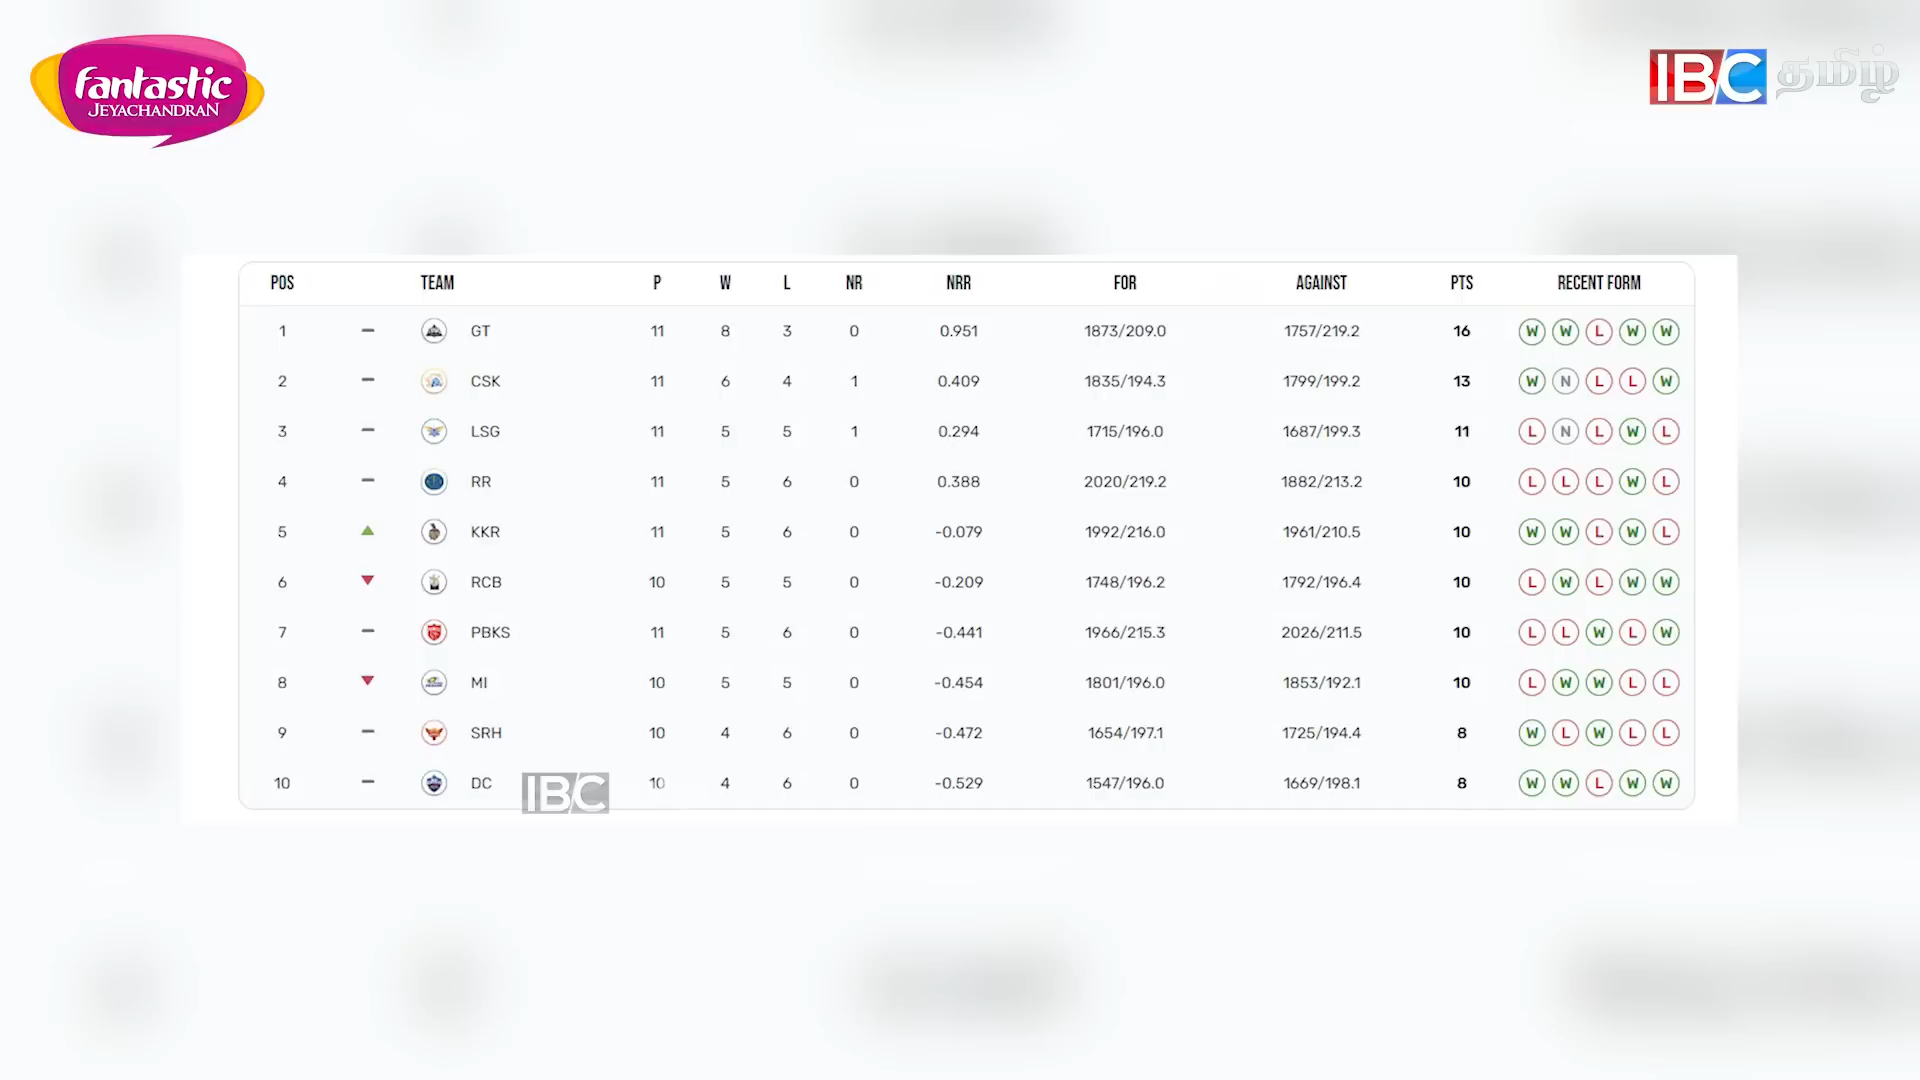 fantastic
JEYACHANDRAN
IBC தமிழ்
POS TEAM P W L NR NRR FOR AGAINST PTS RECENT FORM
1 GT 11 8 3 0 0.951 1873/209.0 1757/219.2 16 W W L W W
2 CSK 11 6 4 1 0.409 1835/194.3 1799/199.2 13 W N L L W
3 LSG 11 5 5 1 0.294 1715/196.0 1687/199.3 11 L N L W L
4 RR 11 5 6 0 0.388 2020/219.2 1882/213.2 10 L L L W L
5 KKR 11 5 6 0 -0.079 1992/216.0 1961/210.5 10 W W L W L
6 RCB 10 5 5 0 -0.209 1748/196.2 1792/196.4 10 L W L W W
7 PBKS 11 5 6 0 -0.441 1966/215.3 2026/211.5 10 L L W L W
8 MI 10 5 5 0 -0.454 1801/196.0 1853/192.1 10 L W W L L
9 SRH 10 4 6 0 -0.472 1654/197.1 1725/194.4 8 W L W L L
10 DC 10 4 6 0 -0.529 1547/196.0 1669/198.1 8 W W L W W
IBC